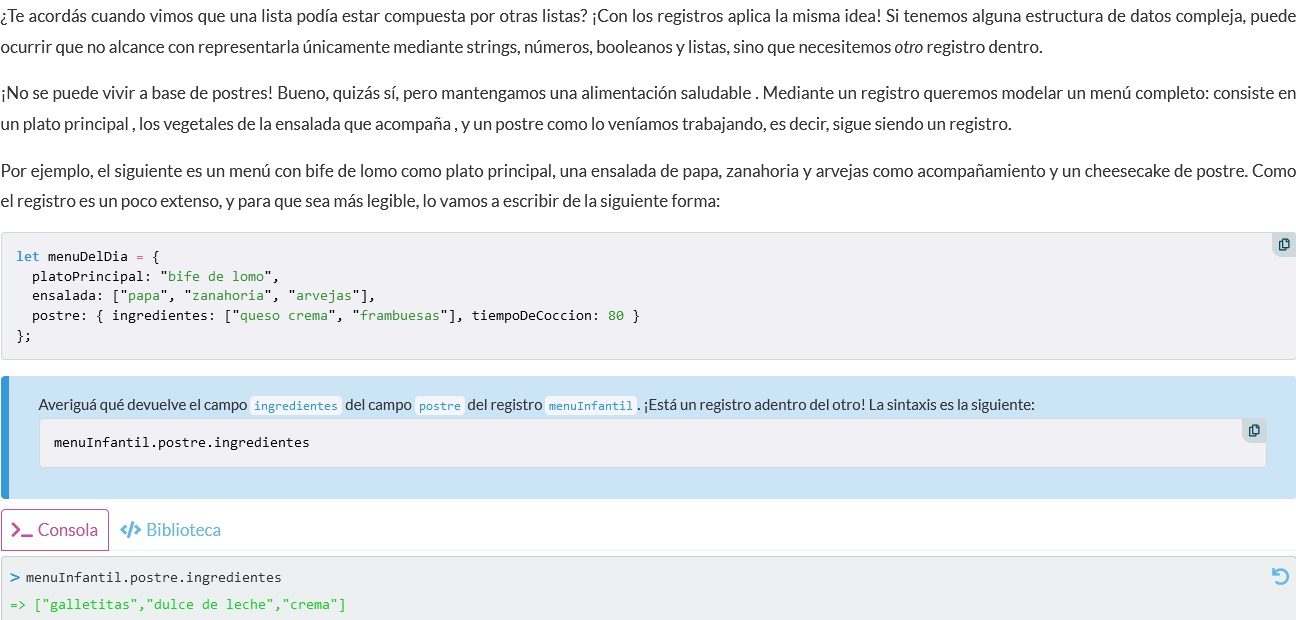 ¿Te acordás cuando vimos que una lista podía estar compuesta por otras listas? ¡Con los registros aplica la misma idea! Si tenemos alguna estructura de datos compleja, puede
ocurrir que no alcance con representarla únicamente mediante strings, números, booleanos y listas, sino que necesitemos otro registro dentro.
¡No se puede vivir a base de postres! Bueno, quizás sí, pero mantengamos una alimentación saludable . Mediante un registro queremos modelar un menú completo: consiste en
un plato principal , los vegetales de la ensalada que acompaña , y un postre como lo veníamos trabajando, es decir, sigue siendo un registro.
Por ejemplo, el siguiente es un menú con bife de lomo como plato principal, una ensalada de papa, zanahoria y arvejas como acompañamiento y un cheesecake de postre. Como
el registro es un poco extenso, y para que sea más legible, lo vamos a escribir de la siguiente forma:
let menuDelDia = {
  platoPrincipal: "bife de lomo",
  ensalada: ["papa", "zanahoria", "arvejas"],
  postre: { ingredientes: ["queso crema", "frambuesas"], tiempoDeCoccion: 80 }
};
Averiguá qué devuelve el campo ingredientes del campo postre del registro menuInfantil . ¡Está un registro adentro del otro! La sintaxis es la siguiente:
menuInfantil.postre.ingredientes
>_ Consola </> Biblioteca
> menuInfantil.postre.ingredientes
=> ["galletitas","dulce de leche","crema"]